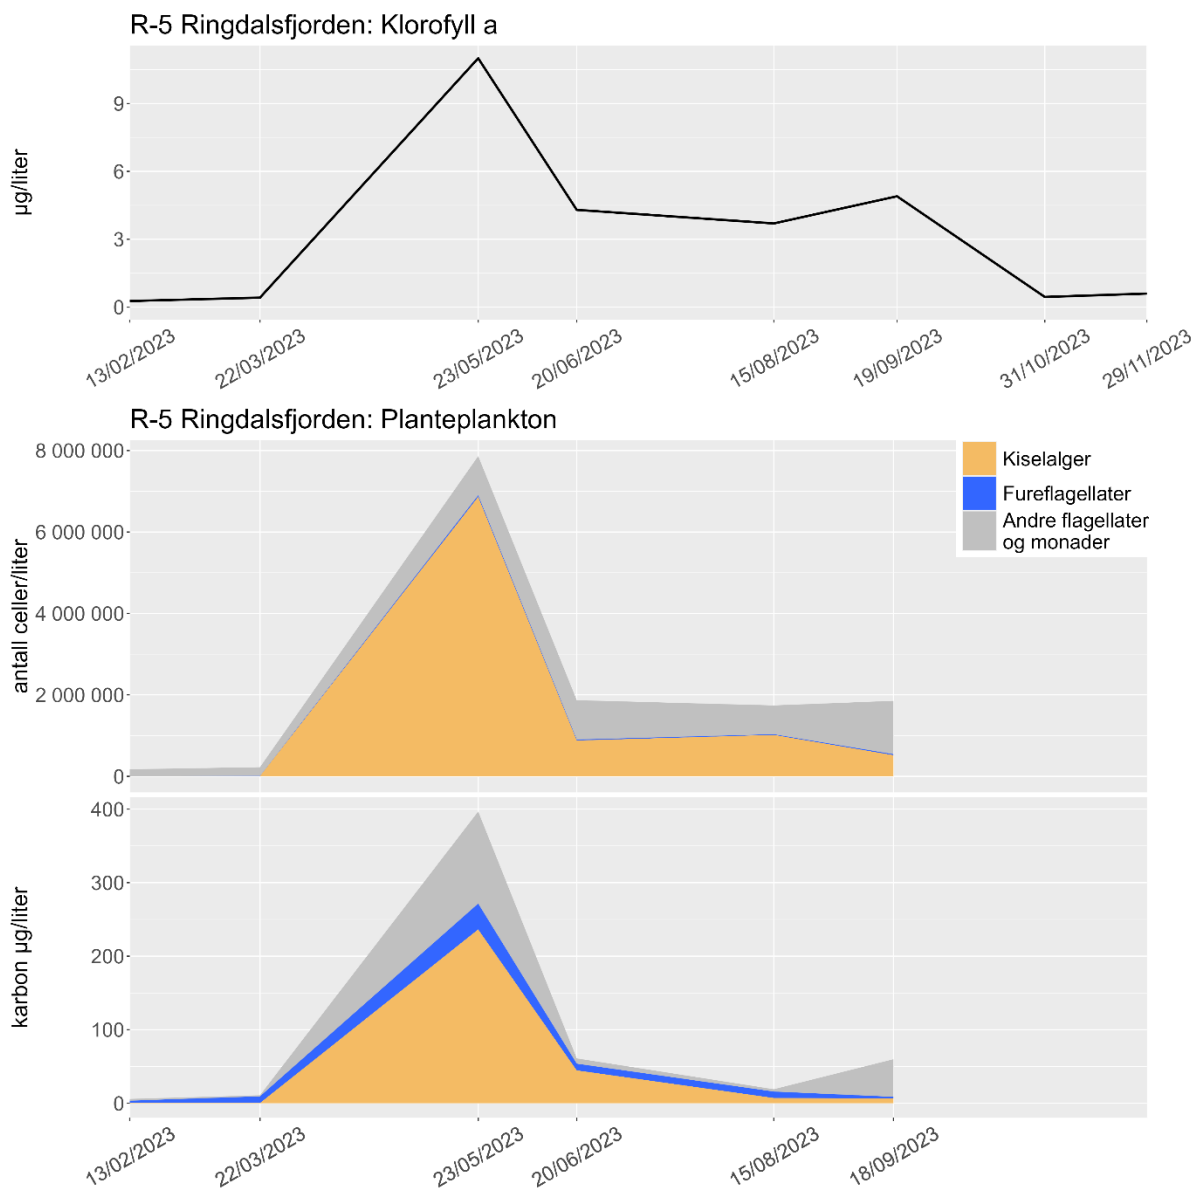 R-5 Ringdalsfjorden: Klorofyll a
µg/liter
9
6
3
0
13/02/2023 22/03/2023 23/05/2023 20/06/2023 15/08/2023 19/09/2023 31/10/2023 29/11/2023
R-5 Ringdalsfjorden: Planteplankton
antall celler/liter
8 000 000
6 000 000
4 000 000
2 000 000
0
Kiselalger
Fureflagellater
Andre flagellater
og monader
karbon µg/liter
400
300
200
100
0
13/02/2023 22/03/2023 23/05/2023 20/06/2023 15/08/2023 18/09/2023